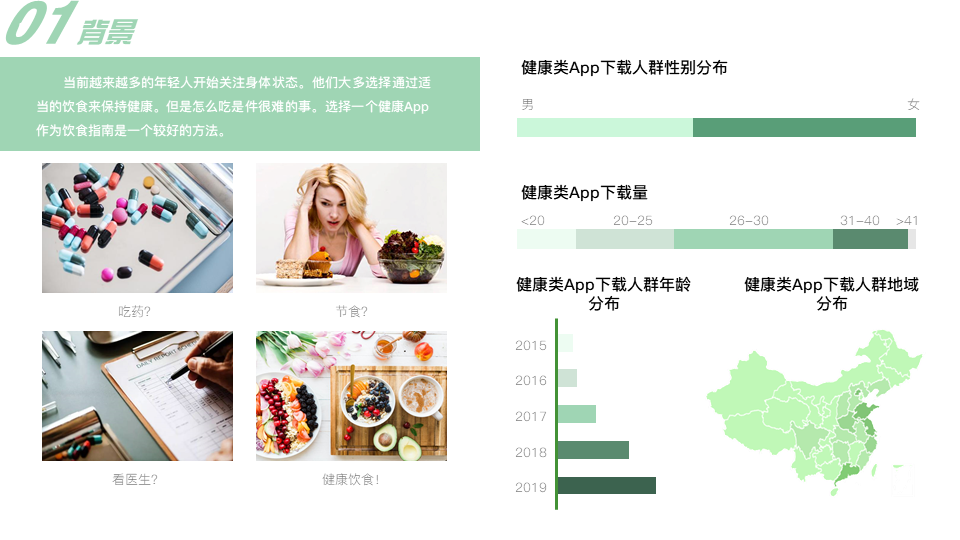 01 背景
当前越来越多的年轻人开始关注身体状态。他们大多选择通过适
当的饮食来保持健康。但是怎么吃是件很难的事。选择一个健康App
作为饮食指南是一个较好的方法。
吃药？
节食？
DAILY REPORT
看医生？
健康饮食！
健康类App下载人群性别分布
男 女
健康类App下载量
<20 20-25 26-30 31-40 >41
健康类App下载人群年龄
分布
2015
2016
2017
2018
2019
健康类App下载人群地域
分布